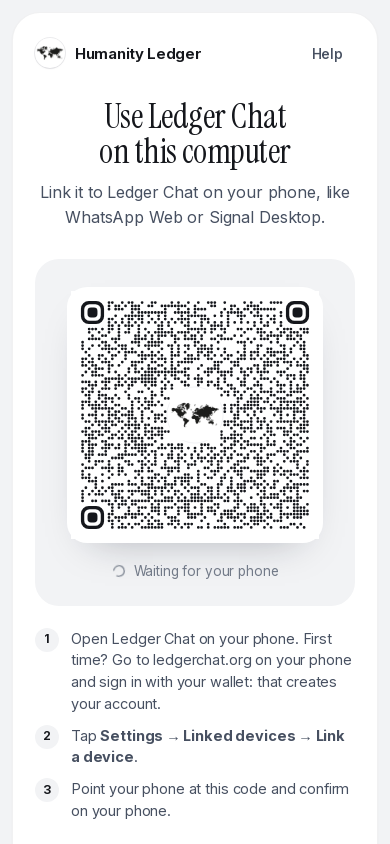 Humanity Ledger
Help
Use Ledger Chat
on this computer
Link it to Ledger Chat on your phone, like
WhatsApp Web or Signal Desktop.
Waiting for your phone
1
Open Ledger Chat on your phone. First
time? Go to ledgerchat.org on your phone
and sign in with your wallet: that creates
your account.
2
Tap Settings → Linked devices → Link
a device.
3
Point your phone at this code and confirm
on your phone.